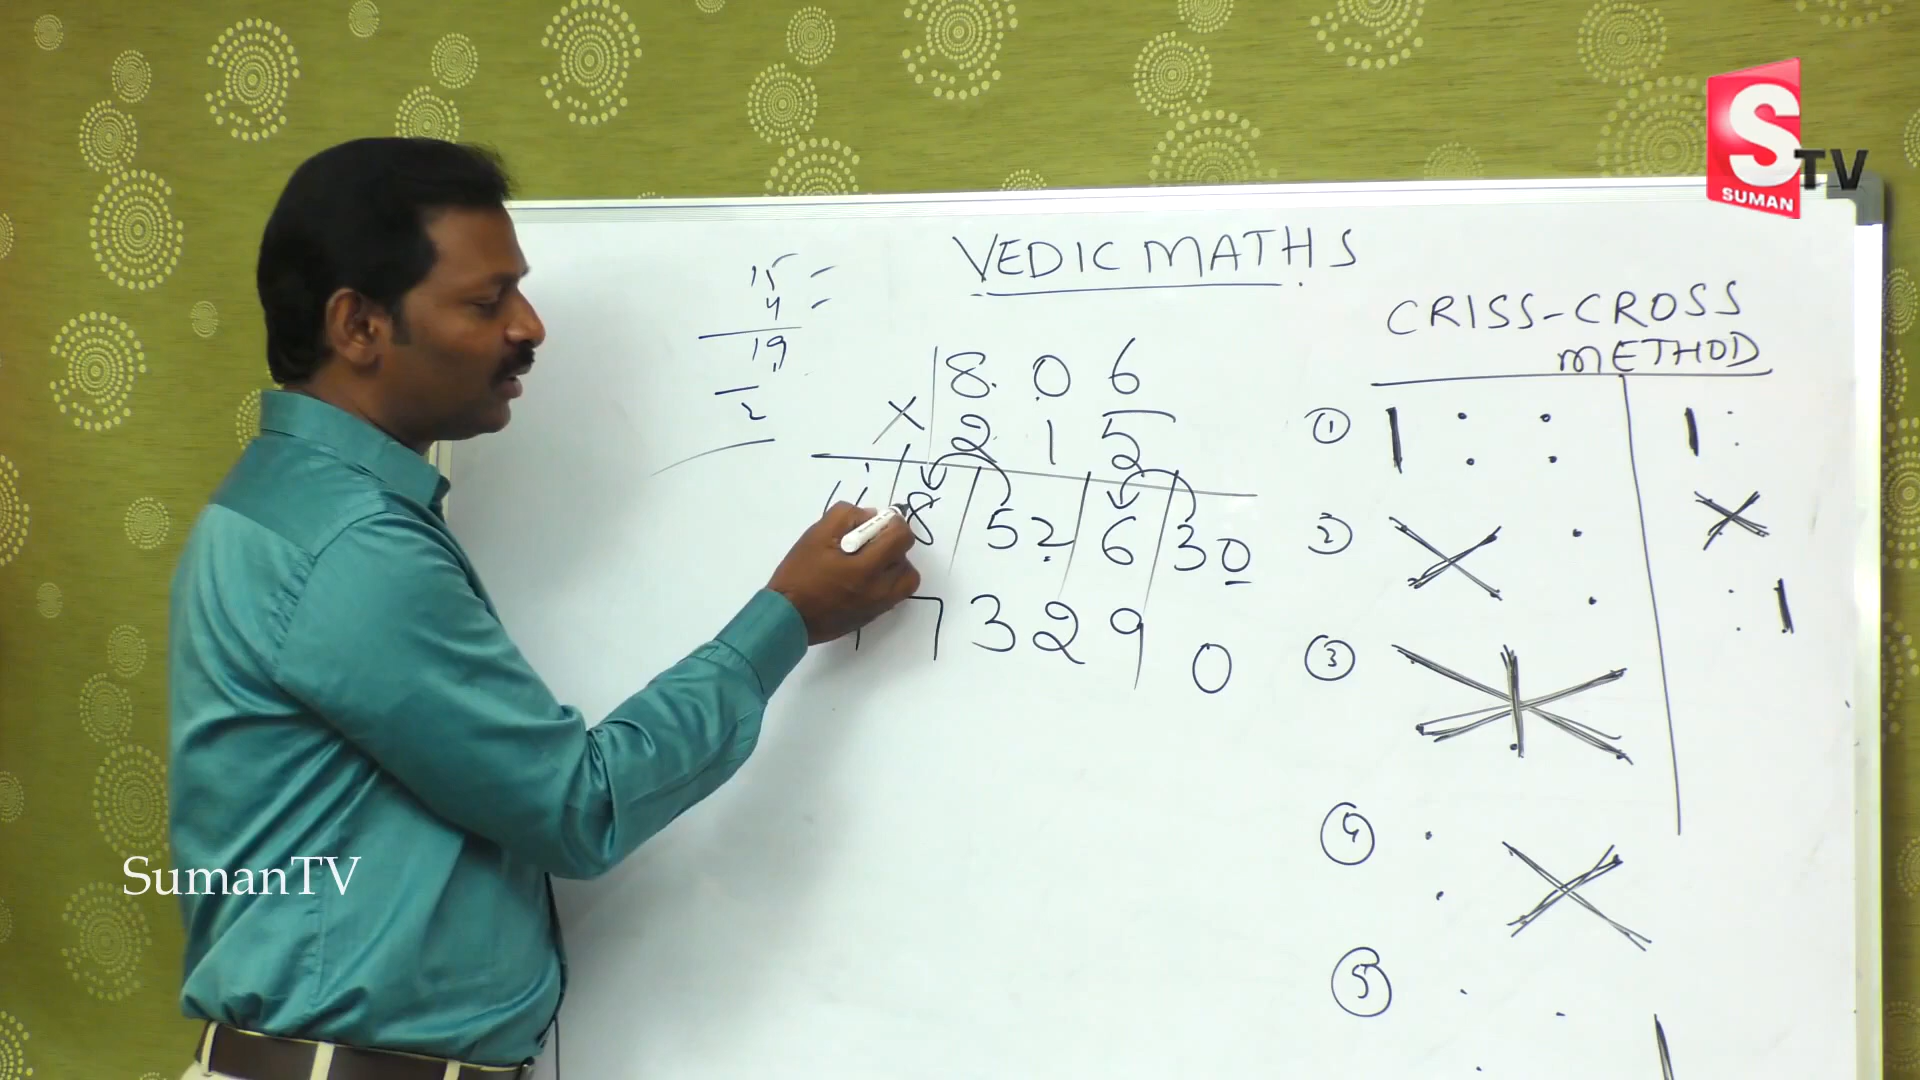 S TV
SUMAN
VEDIC MATHS
15 =
4 =
19
2
CRISS-CROSS
METHOD
8 0 6
× 2 1 5
8 52 6 30
7 3 2 9 0
1
2
3
4
5
SumanTV